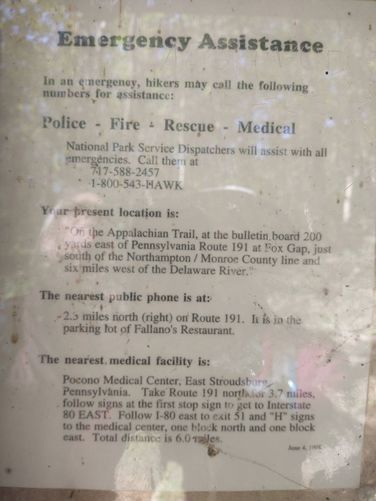 Emergency Assistance
In an emergency, hikers may call the following
numbers for assistance:
Police - Fire - Rescue - Medical
National Park Service Dispatchers will assist with all
emergencies. Call them at
717-588-2457
1-800-543-HAWK
Your present location is:
"On the Appalachian Trail, at the bulletin board 200
yards east of Pennsylvania Route 191 at Fox Gap, just
south of the Northampton / Monroe County line and
six miles west of the Delaware River."
The nearest public phone is at:
2.5 miles north (right) on Route 191. It is in the
parking lot of Fallano's Restaurant.
The nearest medical facility is:
Pocono Medical Center, East Stroudsburg,
Pennsylvania. Take Route 191 north for 3.7 miles,
follow signs at the first stop sign to get to Interstate
80 EAST. Follow I-80 east to exit 51 and "H" signs
to the medical center, one block north and one block
east. Total distance is 6.0 miles.
June 4,